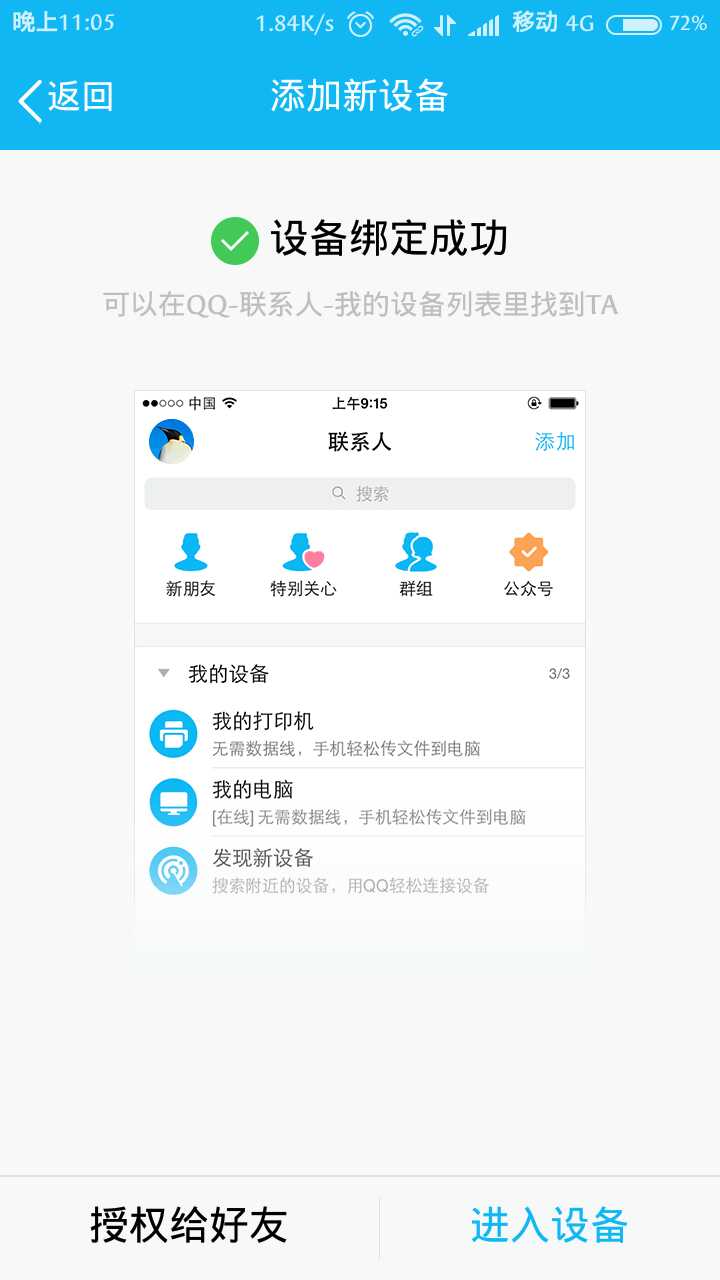 晚上11:05 1.84K/s 移动 4G 72%
返回 添加新设备
设备绑定成功
可以在QQ-联系人-我的设备列表里找到TA
中国 上午9:15
联系人 添加
搜索
新朋友 特别关心 群组 公众号
我的设备 3/3
我的打印机
无需数据线，手机轻松传文件到电脑
我的电脑
[在线] 无需数据线，手机轻松传文件到电脑
发现新设备
搜索附近的设备，用QQ轻松连接设备
授权给好友 进入设备